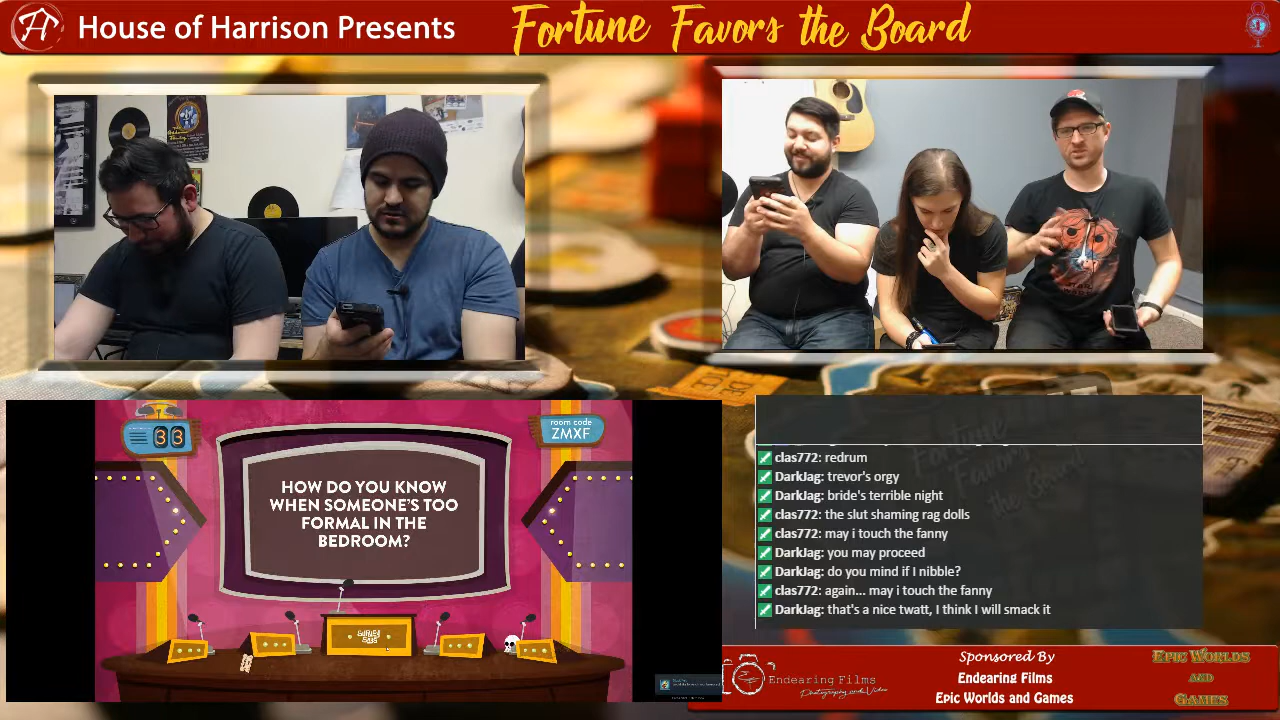 House of Harrison Presents
Fortune Favors the Board
33
room code
ZMXF
HOW DO YOU KNOW
WHEN SOMEONE'S TOO
FORMAL IN THE
BEDROOM?
clas772: redrum
DarkJag: trevor's orgy
DarkJag: bride's terrible night
clas772: the slut shaming rag dolls
clas772: may i touch the fanny
DarkJag: you may proceed
DarkJag: do you mind if I nibble?
clas772: again... may i touch the fanny
DarkJag: that's a nice twatt, I think I will smack it
Endearing Films
Photography and Video
Sponsored By
Endearing Films
Epic Worlds and Games
EPIC WORLDS
AND
GAMES